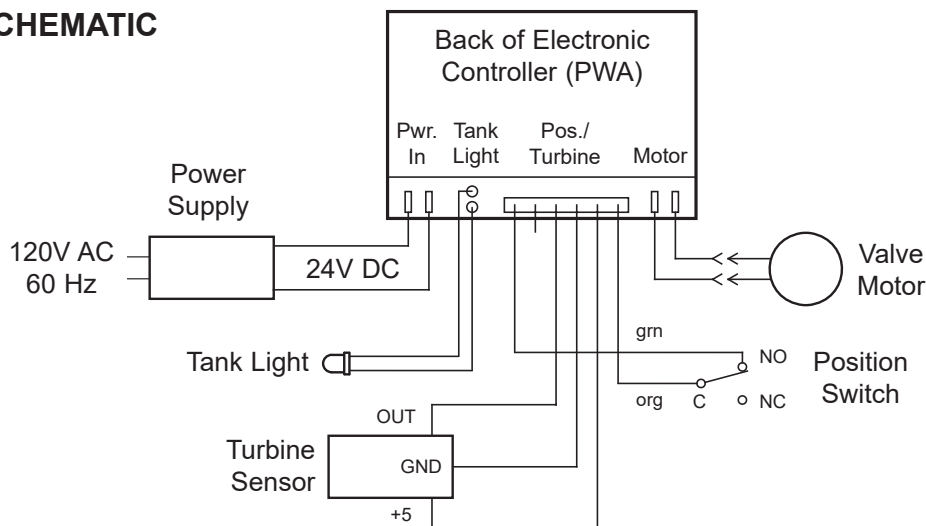 CHEMATIC
Back of Electronic
Controller (PWA)
Pwr.
In
Tank
Light
Pos./
Turbine
Motor
Power
Supply
120V AC
60 Hz
24V DC
Valve
Motor
Tank Light
grn
NO
org
C
NC
Position
Switch
OUT
Turbine
Sensor
GND
+5